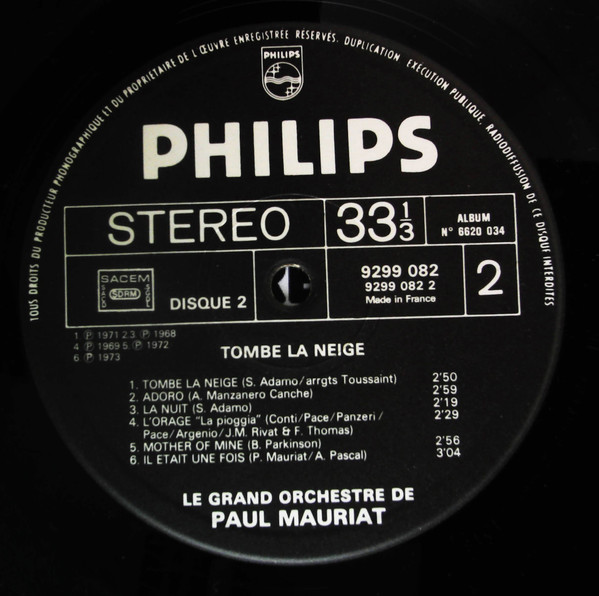 TOUS DROITS DU PRODUCTEUR PHONOGRAPHIQUE ET DU PROPRIETAIRE DE L'ŒUVRE ENREGISTREE RESERVES. DUPLICATION EXECUTION PUBLIQUE, RADIODIFFUSION DE CE DISQUE INTERDITES
PHILIPS
PHILIPS
STEREO
33 1/3
ALBUM
N° 6620 034
SACEM
SACD SDRM SGDL
DISQUE 2
9299 082
9299 082 2
Made in France
2
1 Ⓟ 1971 2.3 Ⓟ 1968
4 Ⓟ 1969 5 Ⓟ 1972
6 Ⓟ 1973
TOMBE LA NEIGE
1. TOMBE LA NEIGE (S. Adamo/arrgts Toussaint) 2'50
2. ADORO (A. Manzanero Canche) 2'59
3. LA NUIT (S. Adamo) 2'19
4. L'ORAGE "La pioggia" (Conti/Pace/Panzeri/ 2'29
Pace/Argenio/J.M. Rivat & F. Thomas)
5. MOTHER OF MINE (B. Parkinson) 2'56
6. IL ETAIT UNE FOIS (P. Mauriat/A. Pascal) 3'04
LE GRAND ORCHESTRE DE
PAUL MAURIAT